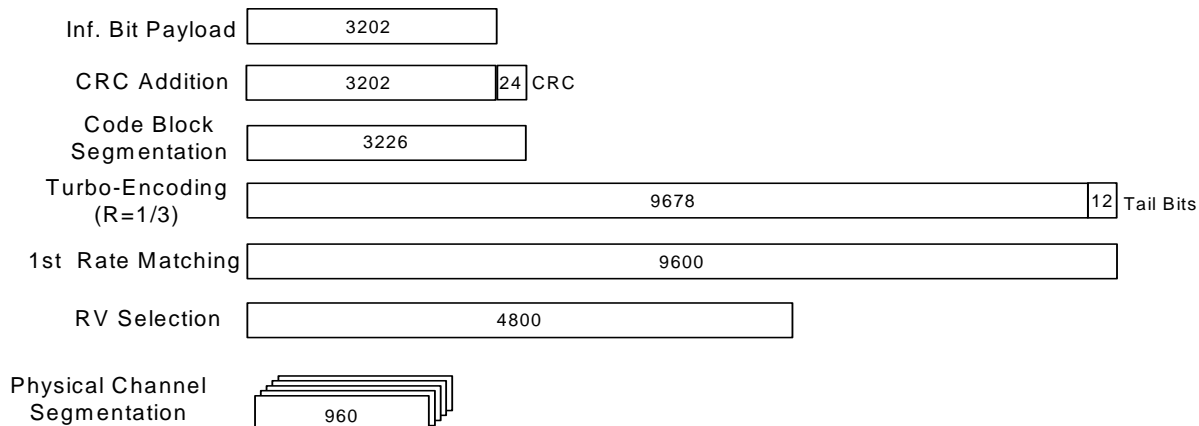 Inf. Bit Payload 3202
CRC Addition 3202 24 CRC
Code Block
Segmentation 3226
Turbo-Encoding
(R=1/3) 9678 12 Tail Bits
1st Rate Matching 9600
RV Selection 4800
Physical Channel
Segmentation 960